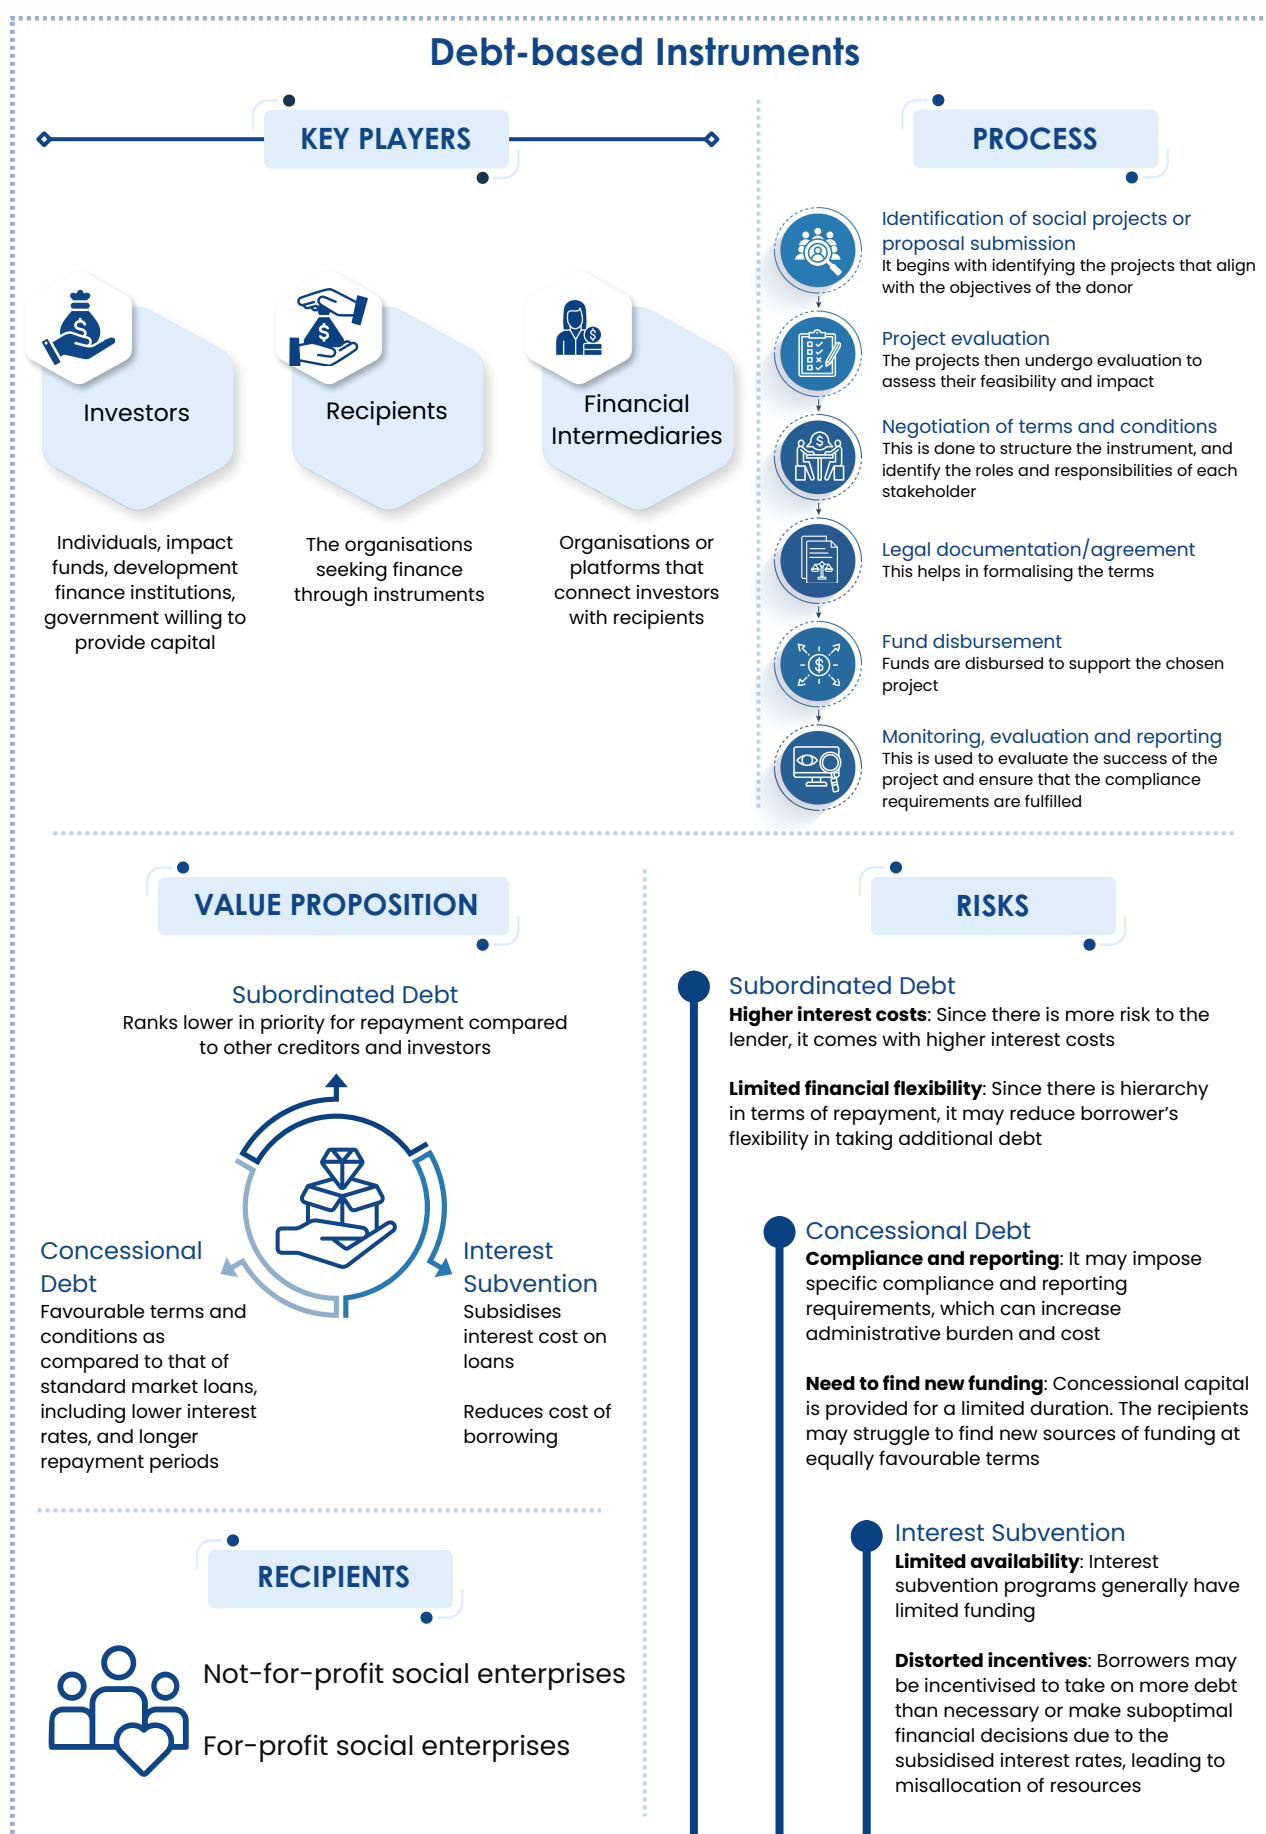 Debt-based Instruments
KEY PLAYERS
Investors
Individuals, impact
funds, development
finance institutions,
government willing to
provide capital
Recipients
The organisations
seeking finance
through instruments
Financial
Intermediaries
Organisations or
platforms that
connect investors
with recipients
PROCESS
Identification of social projects or
proposal submission
It begins with identifying the projects that align
with the objectives of the donor
Project evaluation
The projects then undergo evaluation to
assess their feasibility and impact
Negotiation of terms and conditions
This is done to structure the instrument, and
identify the roles and responsibilities of each
stakeholder
Legal documentation/agreement
This helps in formalising the terms
Fund disbursement
Funds are disbursed to support the chosen
project
Monitoring, evaluation and reporting
This is used to evaluate the success of the
project and ensure that the compliance
requirements are fulfilled
VALUE PROPOSITION
Subordinated Debt
Ranks lower in priority for repayment compared
to other creditors and investors
Concessional
Debt
Favourable terms and
conditions as
compared to that of
standard market loans,
including lower interest
rates, and longer
repayment periods
Interest
Subvention
Subsidises
interest cost on
loans
Reduces cost of
borrowing
RECIPIENTS
Not-for-profit social enterprises
For-profit social enterprises
RISKS
Subordinated Debt
Higher interest costs: Since there is more risk to the
lender, it comes with higher interest costs
Limited financial flexibility: Since there is hierarchy
in terms of repayment, it may reduce borrower's
flexibility in taking additional debt
Concessional Debt
Compliance and reporting: It may impose
specific compliance and reporting
requirements, which can increase
administrative burden and cost
Need to find new funding: Concessional capital
is provided for a limited duration. The recipients
may struggle to find new sources of funding at
equally favourable terms
Interest Subvention
Limited availability: Interest
subvention programs generally have
limited funding
Distorted incentives: Borrowers may
be incentivised to take on more debt
than necessary or make suboptimal
financial decisions due to the
subsidised interest rates, leading to
misallocation of resources